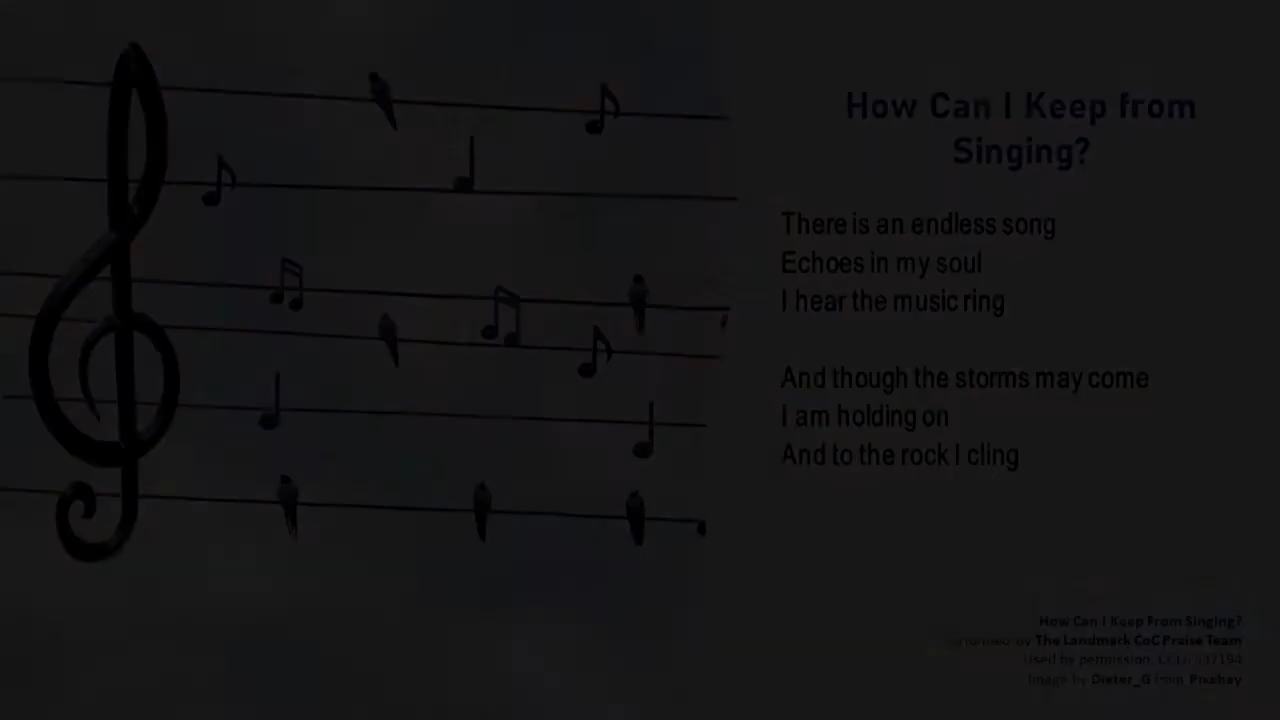 How Can I Keep from
Singing?
There is an endless song
Echoes in my soul
I hear the music ring
And though the storms may come
I am holding on
And to the rock I cling
How Can I Keep From Singing?
by The Landmark CoC Praise Team
Used by permission. CCLI
Image by Dieter_G from Pixabay